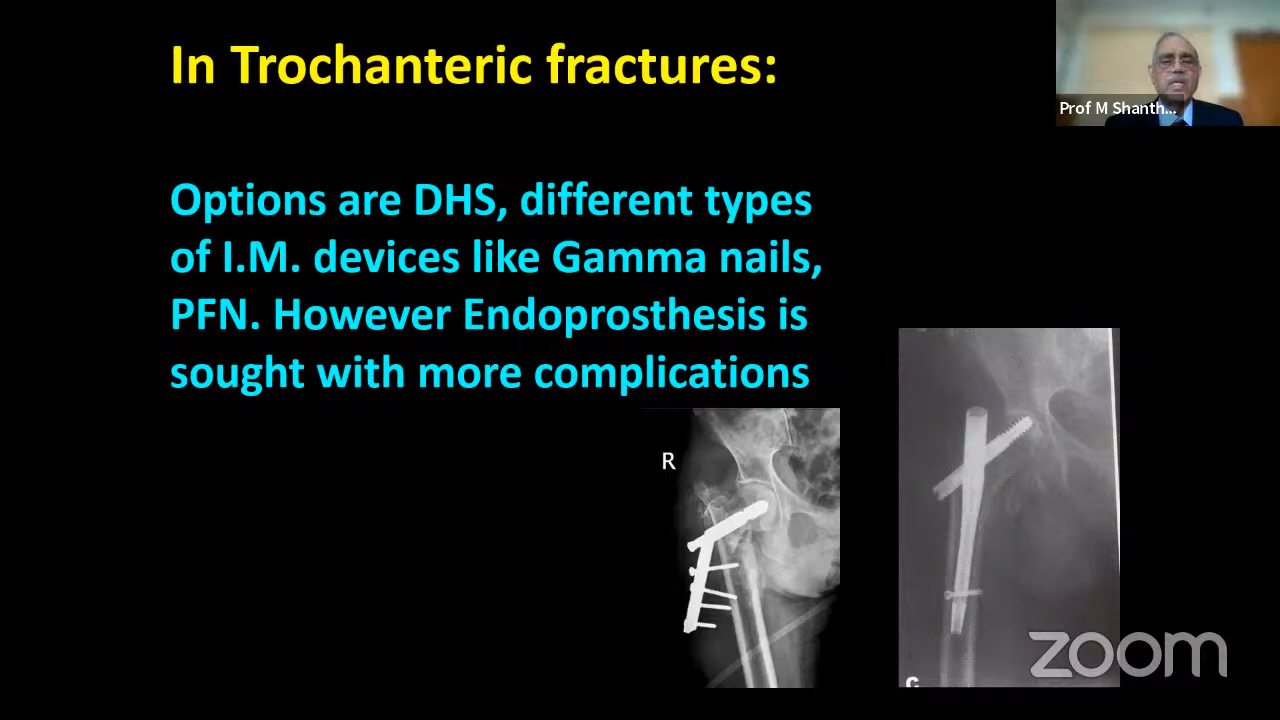 In Trochanteric fractures:
Prof M Shanth...
Options are DHS, different types
of I.M. devices like Gamma nails,
PFN. However Endoprosthesis is
sought with more complications
R
zoom